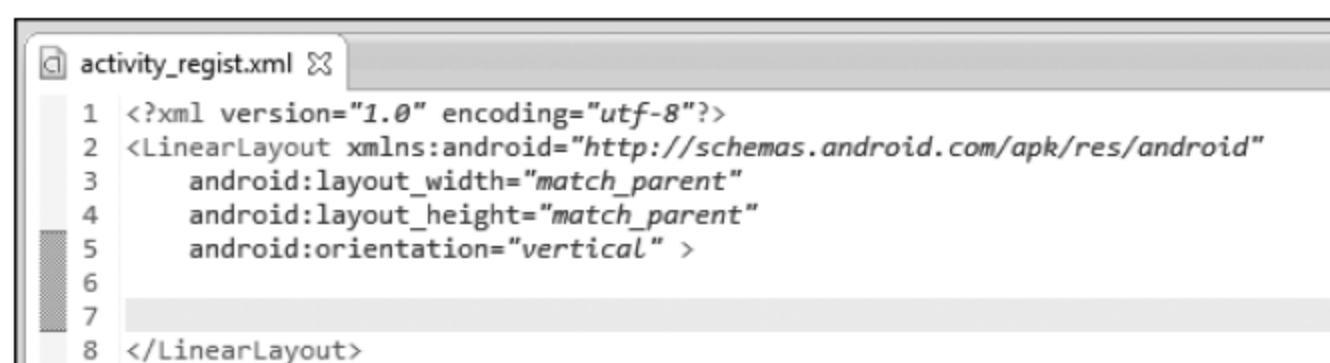 activity_regist.xml
1 <?xml version="1.0" encoding="utf-8"?>
2 <LinearLayout xmlns:android="http://schemas.android.com/apk/res/android"
3     android:layout_width="match_parent"
4     android:layout_height="match_parent"
5     android:orientation="vertical" >
6
7
8 </LinearLayout>